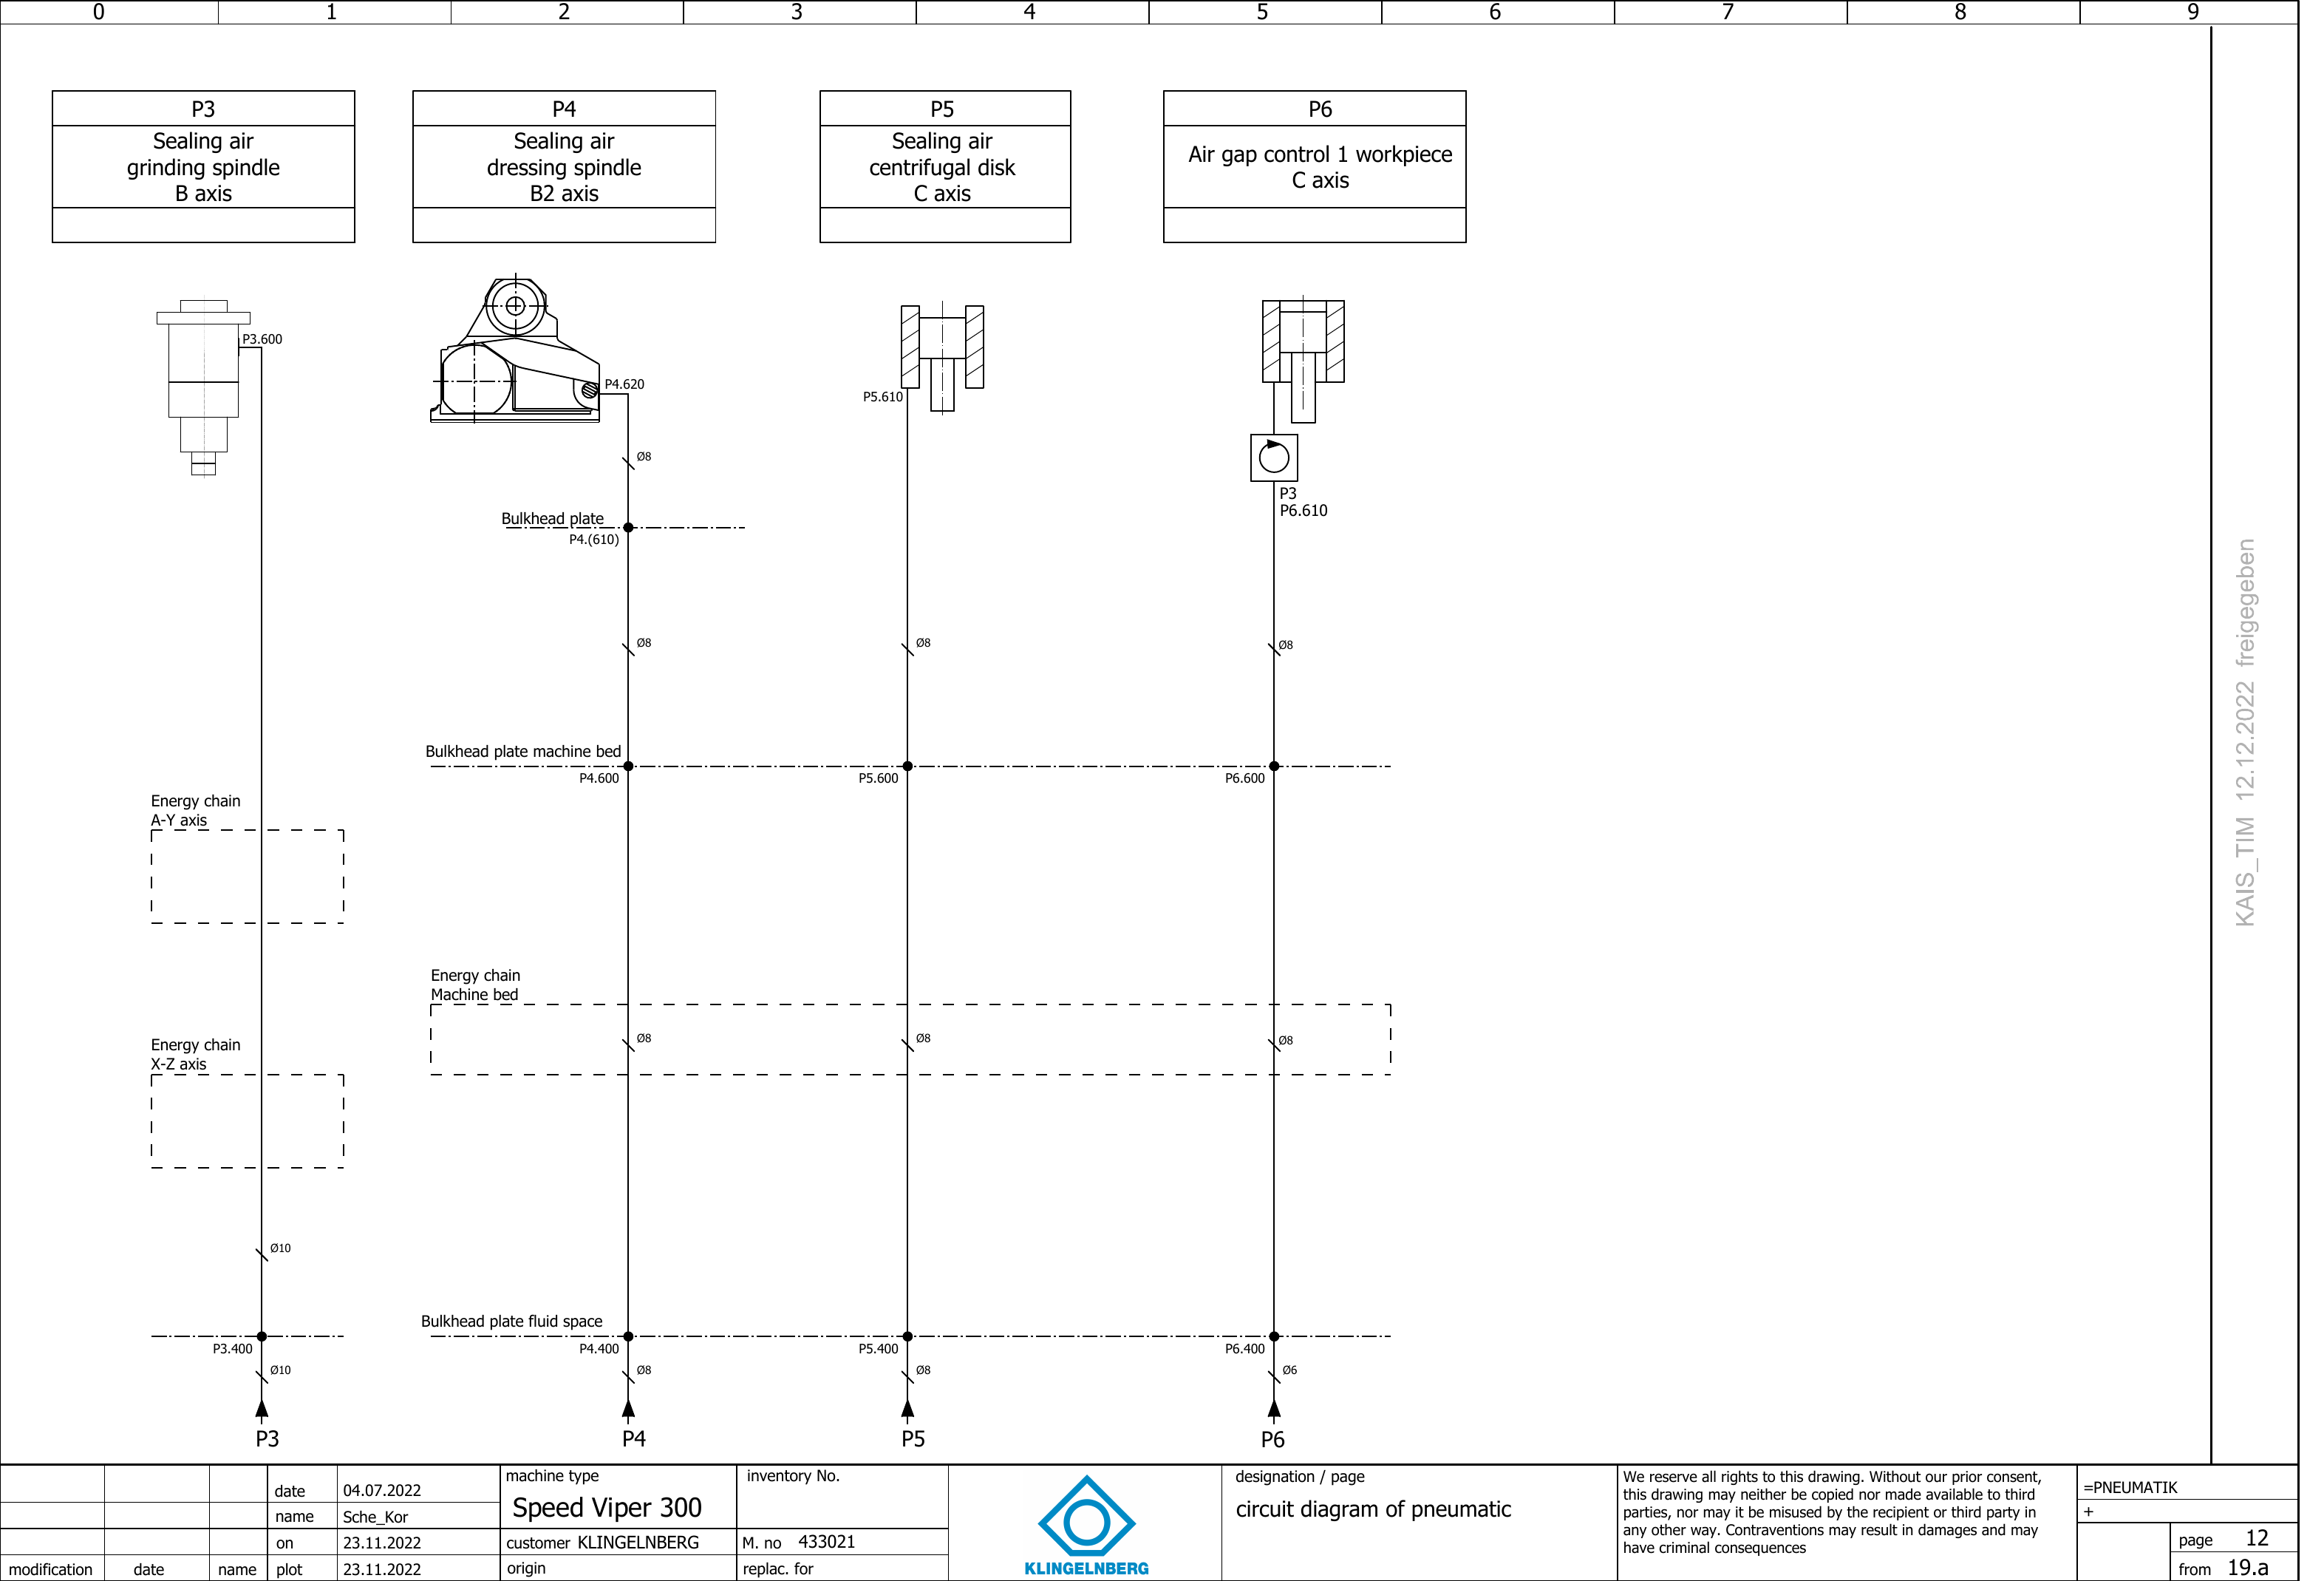 0 1 2 3 4 5 6 7 8 9
P3
Sealing air
grinding spindle
B axis
P4
Sealing air
dressing spindle
B2 axis
P5
Sealing air
centrifugal disk
C axis
P6
Air gap control 1 workpiece
C axis
P3.600
P4.620
P5.610
Ø8
P3
P6.610
Bulkhead plate
P4.(610)
Ø8
Ø8
Ø8
Bulkhead plate machine bed
P4.600
P5.600
P6.600
Energy chain
A-Y axis
Energy chain
Machine bed
Ø8
Ø8
Ø8
Energy chain
X-Z axis
Ø10
Bulkhead plate fluid space
P3.400
P4.400
P5.400
P6.400
Ø10
Ø8
Ø8
Ø6
P3
P4
P5
P6
KAIS_TIM 12.12.2022 freigegeben
modification date name
date 04.07.2022
name Sche_Kor
on 23.11.2022
plot 23.11.2022
machine type
Speed Viper 300
customer KLINGELNBERG
origin
inventory No.
M. no 433021
replac. for
KLINGELNBERG
designation / page
circuit diagram of pneumatic
We reserve all rights to this drawing. Without our prior consent,
this drawing may neither be copied nor made available to third
parties, nor may it be misused by the recipient or third party in
any other way. Contraventions may result in damages and may
have criminal consequences
=PNEUMATIK
+
page 12
from 19.a